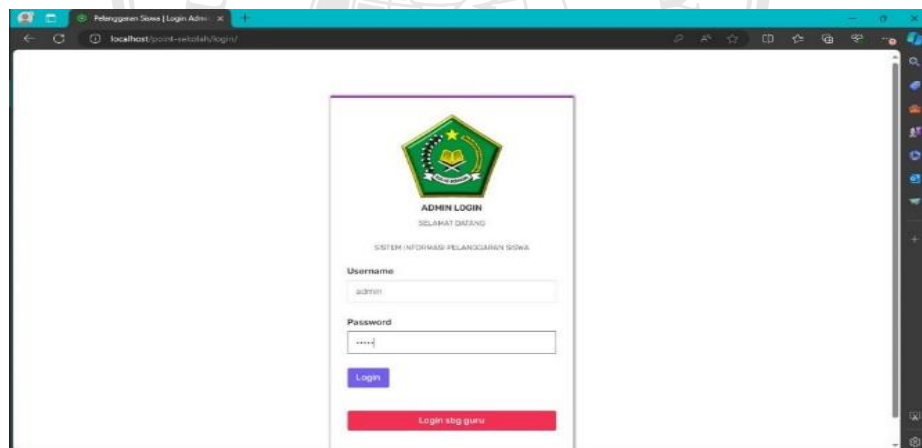 Pelanggaran Siswa | Login Admi
localhost/point-sekolah/login/
ADMIN LOGIN
SELAMAT DATANG
SISTEM INFORMASI PELANGGARAN SISWA
Username
admin
Password
Login
Login sbg guru